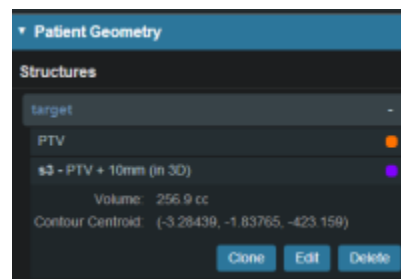 Patient Geometry
Structures
target -
PTV
s3 - PTV + 10mm (in 3D)
Volume: 256.9 cc
Contour Centroid: (-3.28439, -1.83765, -423.159)
Clone Edit Delete